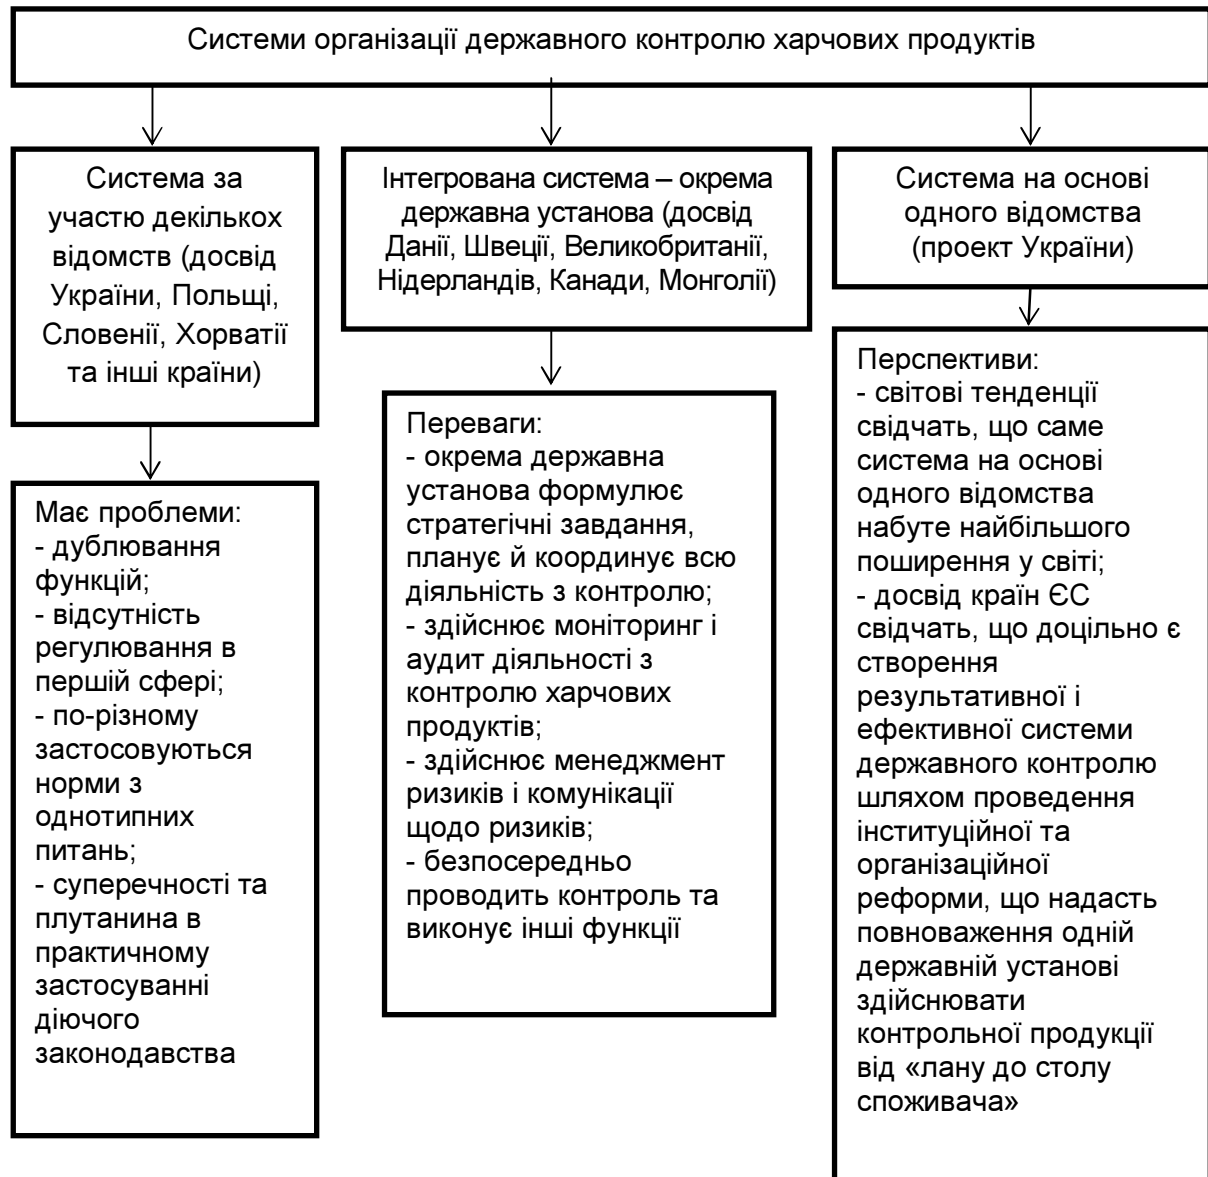 Системи організації державного контролю харчових продуктів
Система за
участю декількох
відомств (досвід
України, Польщі,
Словенії, Хорватії
та інші країни)
Має проблеми:
- дублювання
функцій;
- відсутність
регулювання в
першій сфері;
- по-різному
застосовуються
норми з
однотипних
питань;
- суперечності та
плутанина в
практичному
застосуванні
діючого
законодавства
Інтегрована система – окрема
державна установа (досвід
Данії, Швеції, Великобританії,
Нідерландів, Канади, Монголії)
Переваги:
- окрема державна
установа формулює
стратегічні завдання,
планує й координує всю
діяльність з контролю;
- здійснює моніторинг і
аудит діяльності з
контролю харчових
продуктів;
- здійснює менеджмент
ризиків і комунікації
щодо ризиків;
- безпосередньо
проводить контроль та
виконує інші функції
Система на основі
одного відомства
(проект України)
Перспективи:
- світові тенденції
свідчать, що саме
система на основі
одного відомства
набуте найбільшого
поширення у світі;
- досвід країн ЄС
свідчать, що доцільно є
створення
результативної і
ефективної системи
державного контролю
шляхом проведення
інституційної та
організаційної
реформи, що надасть
повноваження одній
державній установі
здійснювати
контрольної продукції
від «лану до столу
споживача»